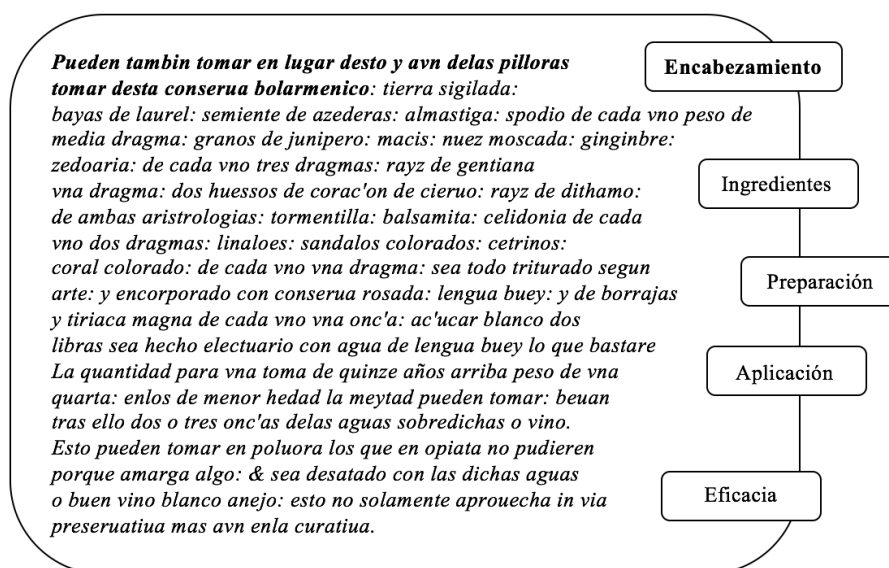 Pueden tambin tomar en lugar desto y avn delas pilloras
tomar desta conserua bolarmenico: tierra sigilada:
bayas de laurel: semiente de azederas: almastiga: spodio de cada vno peso de
media dragma: granos de junipero: macis: nuez moscada: ginginbre:
zedoaria: de cada vno tres dragmas: rayz de gentiana
vna dragma: dos huessos de corac'on de cieruo: rayz de dithamo:
de ambas aristrologias: tormentilla: balsamita: celidonia de cada
vno dos dragmas: linaloes: sandalos colorados: cetrinos:
coral colorado: de cada vno vna dragma: sea todo triturado segun
arte: y encorporado con conserua rosada: lengua buey: y de borrajas
y tiriaca magna de cada vno vna onc'a: ac'ucar blanco dos
libras sea hecho electuario con agua de lengua buey lo que bastare
La quantidad para vna toma de quinze años arriba peso de vna
quarta: enlos de menor hedad la meytad pueden tomar: beuan
tras ello dos o tres onc'as delas aguas sobredichas o vino.
Esto pueden tomar en poluora los que en opiata no pudieren
porque amarga algo: & sea desatado con las dichas aguas
o buen vino blanco anejo: esto no solamente aprouecha in via
preseruatiua mas avn enla curatiua.
Encabezamiento
Ingredientes
Preparación
Aplicación
Eficacia